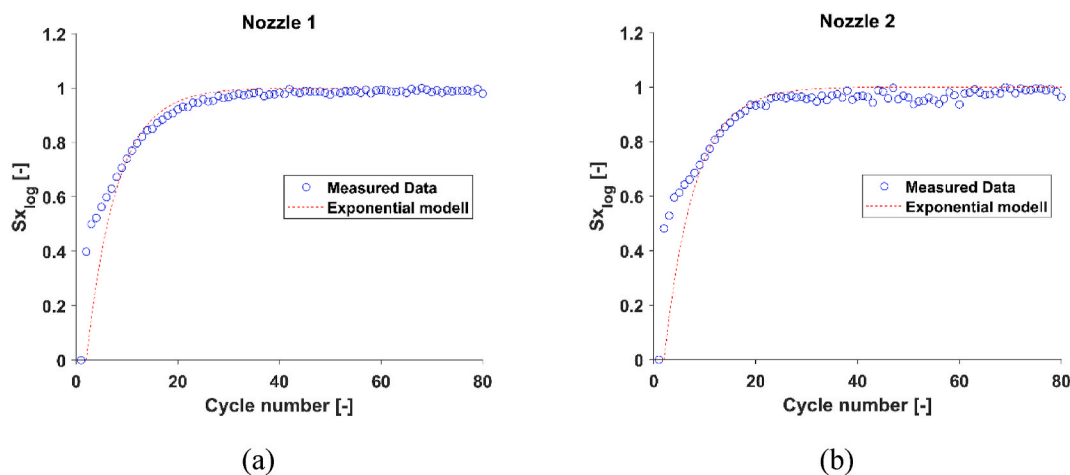 Nozzle 1
1.2
1
0.8
0.6
0.4
0.2
0
Sx_log [-]
Measured Data
Exponential modell
0 20 40 60 80
Cycle number [-]
(a)
Nozzle 2
1.2
1
0.8
0.6
0.4
0.2
0
Sx_log [-]
Measured Data
Exponential modell
0 20 40 60 80
Cycle number [-]
(b)